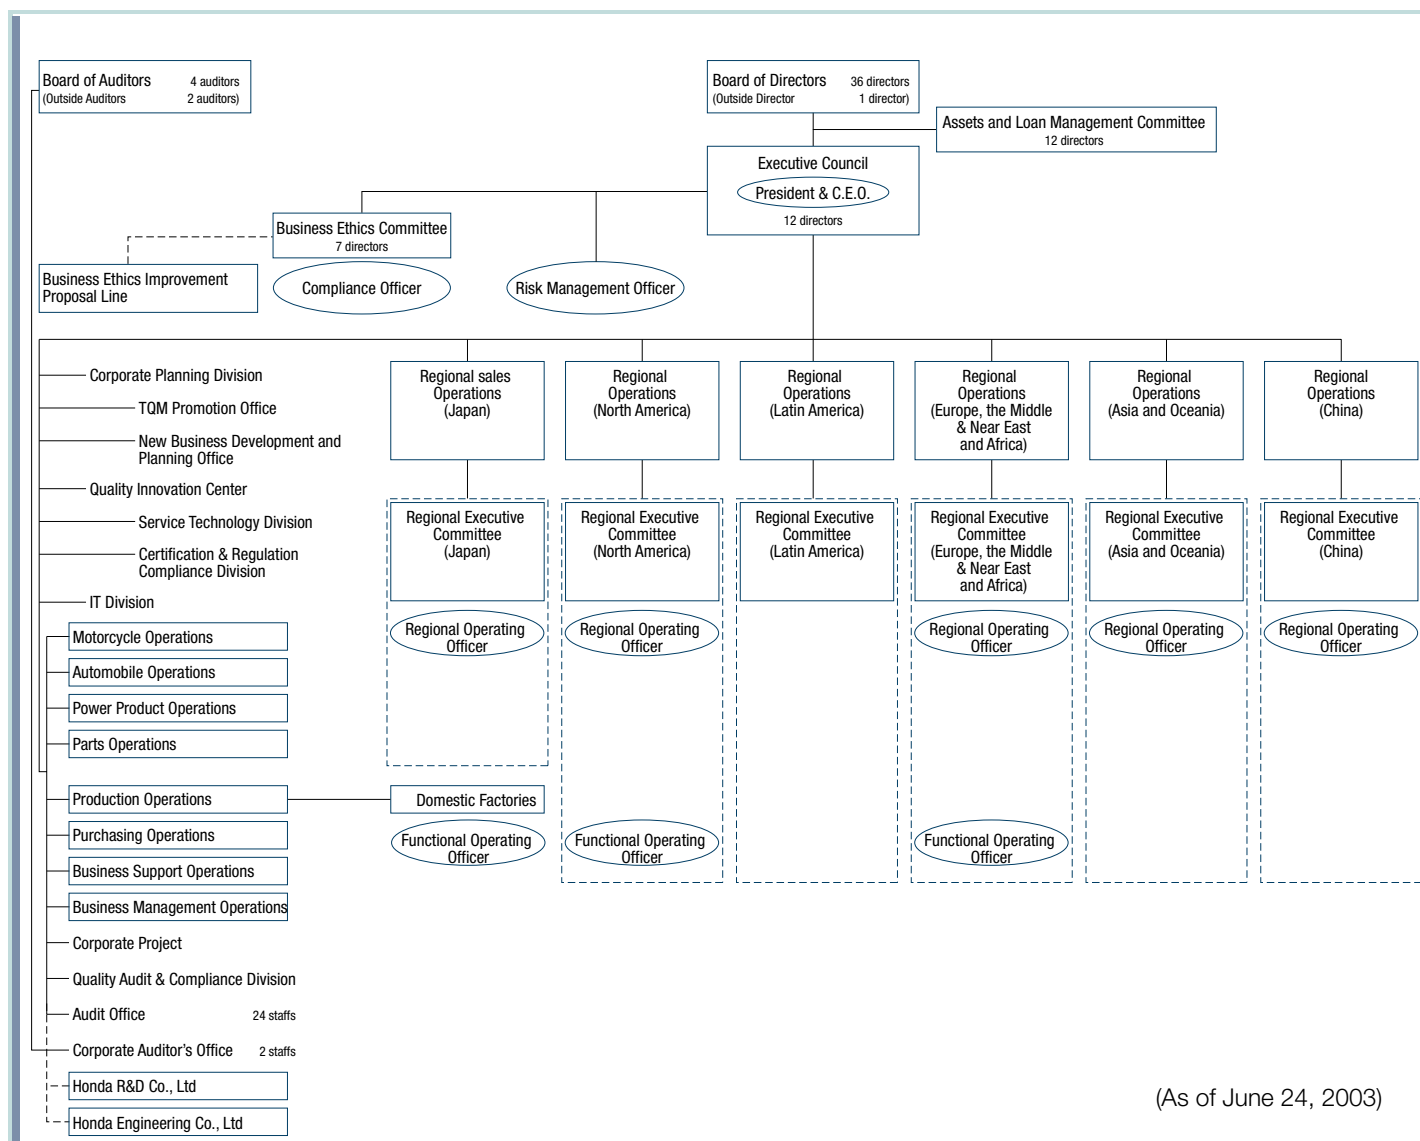 Board of Auditors 4 auditors
(Outside Auditors 2 auditors)
Board of Directors 36 directors
(Outside Director 1 director)
Assets and Loan Management Committee
12 directors
Executive Council
President & C.E.O.
12 directors
Business Ethics Committee
7 directors
Business Ethics Improvement
Proposal Line
Compliance Officer
Risk Management Officer
Corporate Planning Division
TQM Promotion Office
New Business Development and
Planning Office
Quality Innovation Center
Service Technology Division
Certification & Regulation
Compliance Division
IT Division
Regional sales
Operations
(Japan)
Regional
Operations
(North America)
Regional
Operations
(Latin America)
Regional
Operations
(Europe, the Middle
& Near East
and Africa)
Regional
Operations
(Asia and Oceania)
Regional
Operations
(China)
Regional Executive
Committee
(Japan)
Regional Executive
Committee
(North America)
Regional Executive
Committee
(Latin America)
Regional Executive
Committee
(Europe, the Middle
& Near East
and Africa)
Regional Executive
Committee
(Asia and Oceania)
Regional Executive
Committee
(China)
Regional Operating
Officer
Regional Operating
Officer
Regional Operating
Officer
Regional Operating
Officer
Regional Operating
Officer
Motorcycle Operations
Automobile Operations
Power Product Operations
Parts Operations
Production Operations
Domestic Factories
Purchasing Operations
Functional Operating
Officer
Functional Operating
Officer
Functional Operating
Officer
Business Support Operations
Business Management Operations
Corporate Project
Quality Audit & Compliance Division
Audit Office 24 staffs
Corporate Auditor's Office 2 staffs
Honda R&D Co., Ltd
Honda Engineering Co., Ltd
(As of June 24, 2003)